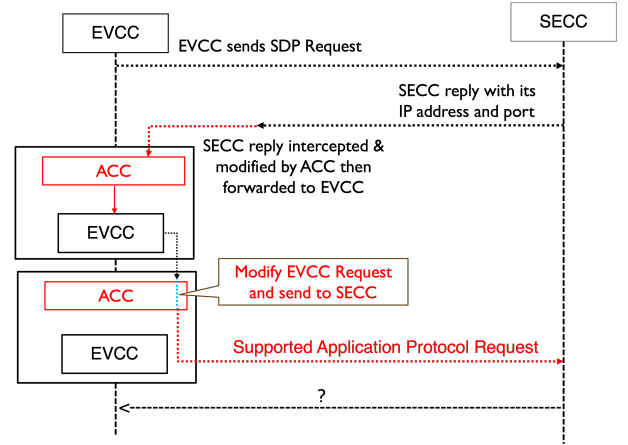 EVCC
SECC
EVCC sends SDP Request
SECC reply with its
IP address and port
SECC reply intercepted &
modified by ACC then
forwarded to EVCC
ACC
EVCC
Modify EVCC Request
and send to SECC
ACC
EVCC
Supported Application Protocol Request
?